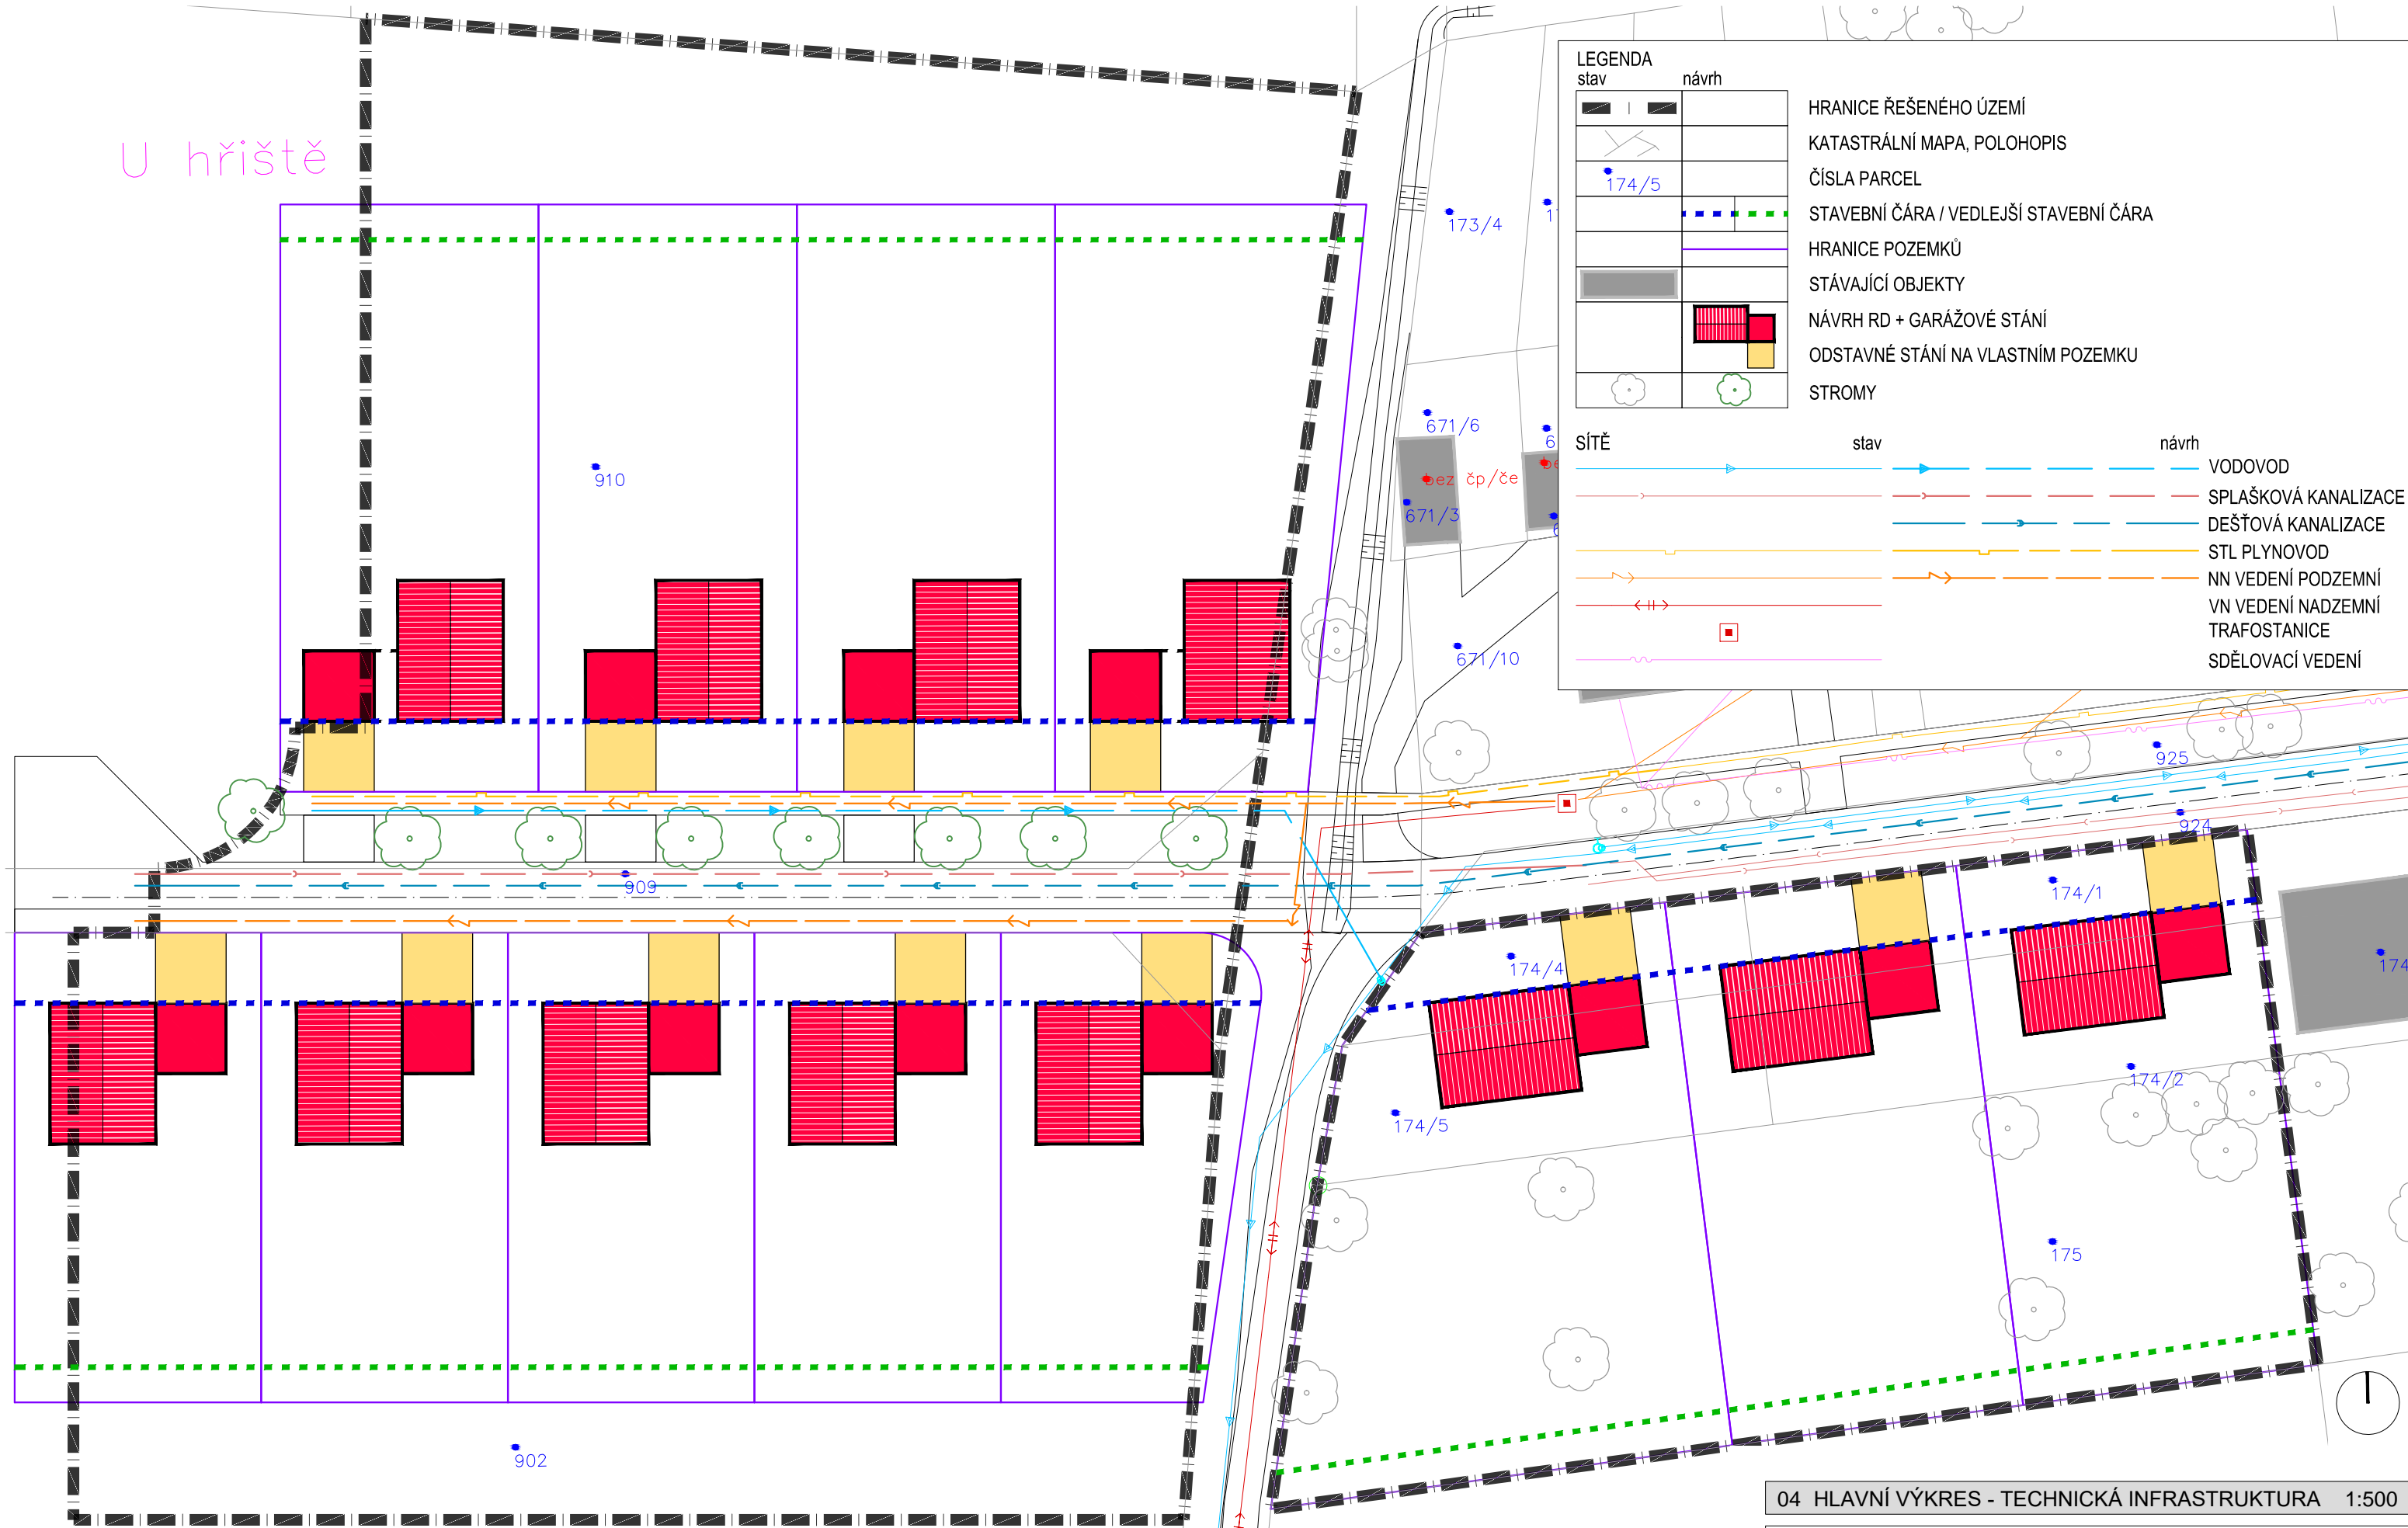 U hřiště
LEGENDA
stav návrh
HRANICE ŘEŠENÉHO ÚZEMÍ
KATASTRÁLNÍ MAPA, POLOHOPIS
174/5 ČÍSLA PARCEL
STAVEBNÍ ČÁRA / VEDLEJŠÍ STAVEBNÍ ČÁRA
HRANICE POZEMKŮ
STÁVAJÍCÍ OBJEKTY
NÁVRH RD + GARÁŽOVÉ STÁNÍ
ODSTAVNÉ STÁNÍ NA VLASTNÍM POZEMKU
STROMY
SÍTĚ stav návrh
VODOVOD
SPLAŠKOVÁ KANALIZACE
DEŠŤOVÁ KANALIZACE
STL PLYNOVOD
NN VEDENÍ PODZEMNÍ
VN VEDENÍ NADZEMNÍ
TRAFOSTANICE
SDĚLOVACÍ VEDENÍ
173/4
671/6
bez čp/če
671/3
910
671/10
925
924
909
174/1
174/4
174
174/2
174/5
175
902
04 HLAVNÍ VÝKRES - TECHNICKÁ INFRASTRUKTURA 1:500